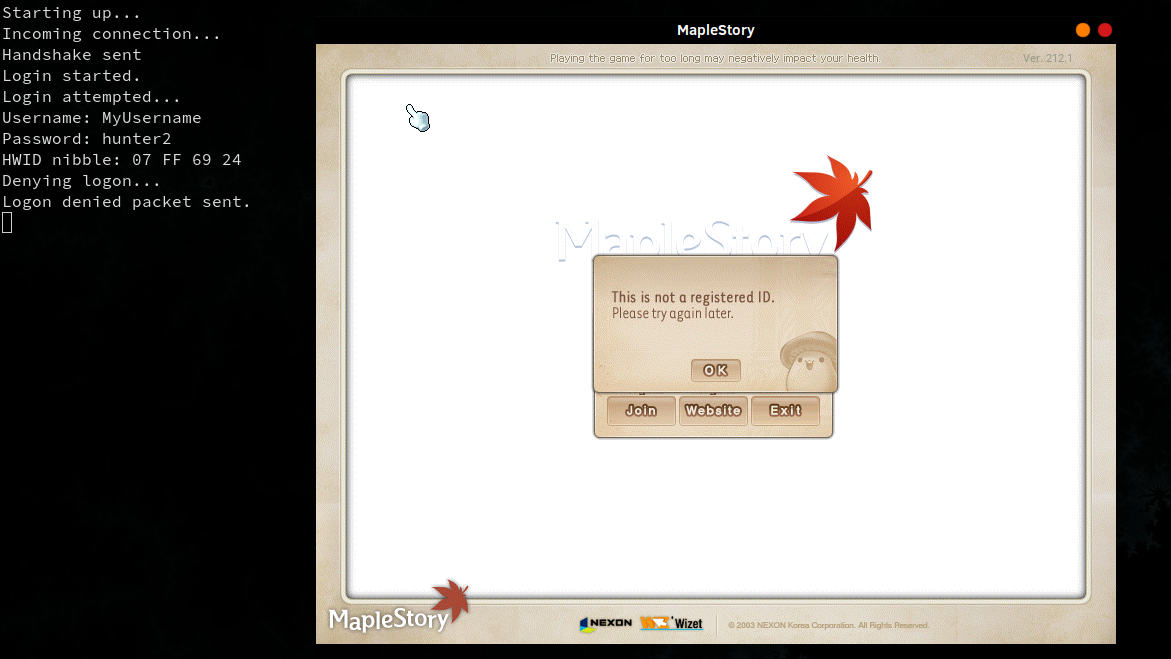 Starting up...
Incoming connection...
Handshake sent
Login started.
Login attempted...
Username: MyUsername
Password: hunter2
HWID nibble: 07 FF 69 24
Denying logon...
Logon denied packet sent.
MapleStory
Playing the game for too long may negatively impact your health.
Ver..212.1
MapleStory
This is not a registered ID.
Please try again later.
OK
Join Website Exit
MapleStory
NEXON Wizet
© 2003 NEXON Korea Corporation. All Rights Reserved.